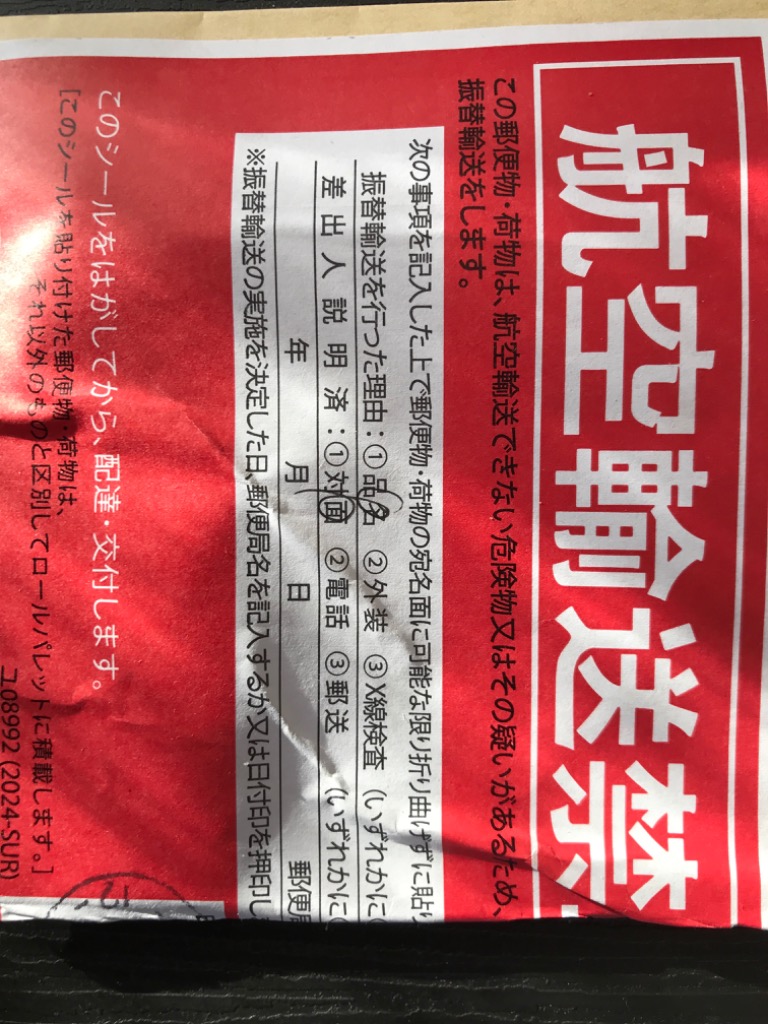 航空輸送禁
この郵便物・荷物は、航空輸送できない危険物又はその疑いがあるため、
振替輸送をします。
次の事項を記入した上で郵便物・荷物の宛名面に可能な限り折り曲げずに貼り
振替輸送を行った理由：①品名 ②外装 ③X線検査 （いずれかに
差出人説明済：①対面 ②電話 ③郵送 （いずれかに
年 月 日 郵便局
※振替輸送の実施を決定した日、郵便局名を記入するか又は日付印を押印し
このシールをはがしてから、配達・交付します。
[このシールを貼り付けた郵便物・荷物は、
それ以外のものと区別してロールパレットに積載します。]
ユ08992 (2024-SUR)